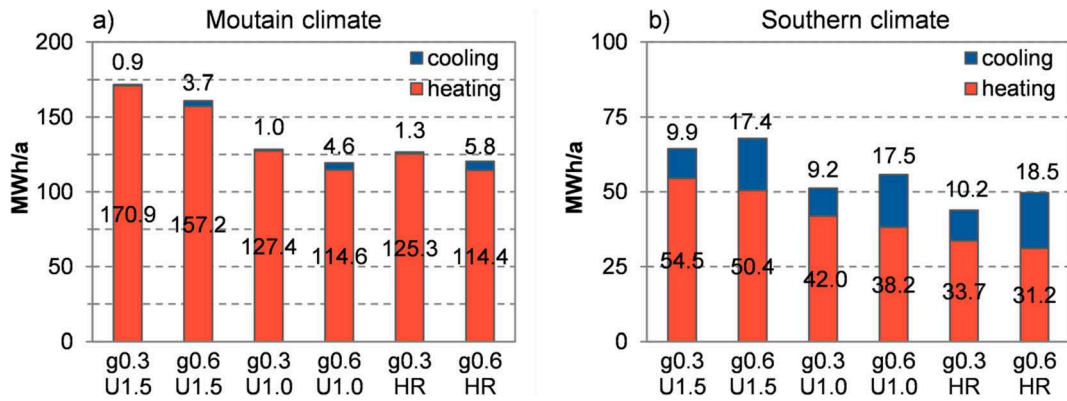 a) Moutain climate
200
cooling
heating
0.9
3.7
1.0
4.6
1.3
5.8
150
MWh/a
100
170.9
157.2
127.4
114.6
125.3
114.4
50
0
g0.3 g0.6 g0.3 g0.6 g0.3 g0.6
U1.5 U1.5 U1.0 U1.0 HR HR
b) Southern climate
100
cooling
heating
75
9.9
17.4
9.2
17.5
10.2
18.5
MWh/a
50
54.5
50.4
42.0
38.2
33.7
31.2
25
0
g0.3 g0.6 g0.3 g0.6 g0.3 g0.6
U1.5 U1.5 U1.0 U1.0 HR HR